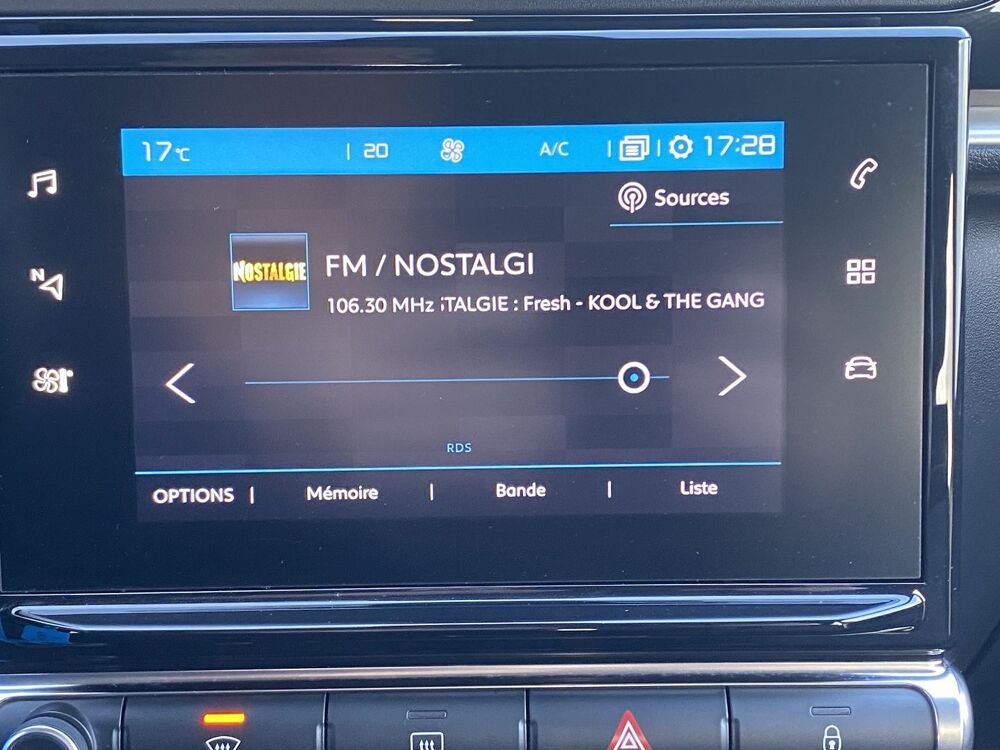 17°C | 20 A/C | | 17:28
Sources
NOSTALGIE
FM / NOSTALGI
106.30 MHz :TALGIE : Fresh - KOOL & THE GANG
N
RDS
OPTIONS | Mémoire | Bande | Liste